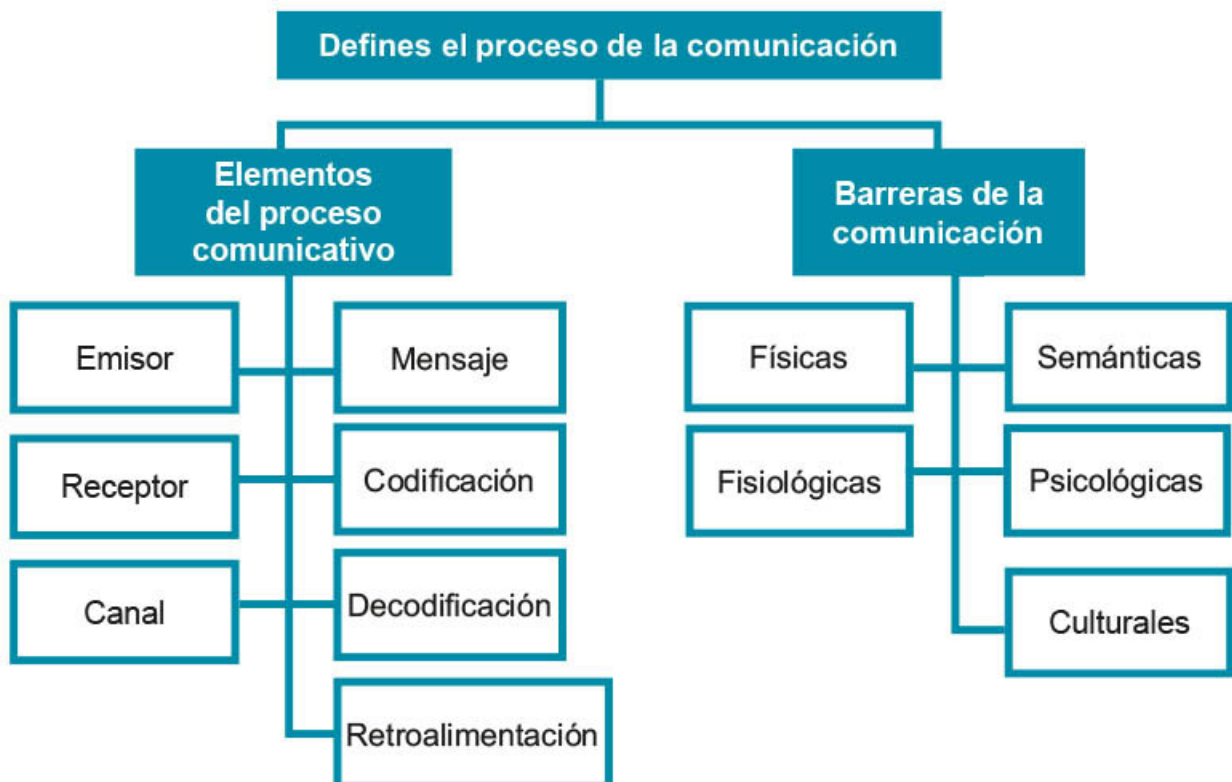 Defines el proceso de la comunicación
Elementos
del proceso
comunicativo
Barreras de la
comunicación
Emisor
Mensaje
Receptor
Codificación
Canal
Decodificación
Retroalimentación
Físicas
Semánticas
Fisiológicas
Psicológicas
Culturales